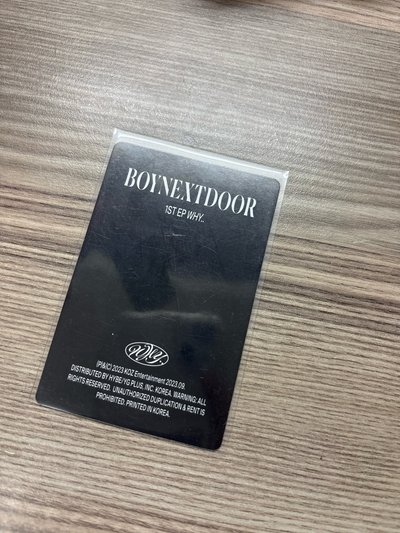 BOYNEXTDOOR
1ST EP WHY..
WHY
(P)&(C) 2023 KOZ Entertainment 2023.09.
DISTRIBUTED BY HYBE/YG PLUS, INC. KOREA. WARNING: ALL
RIGHTS RESERVED. UNAUTHORIZED DUPLICATION & RENT IS
PROHIBITED. PRINTED IN KOREA.